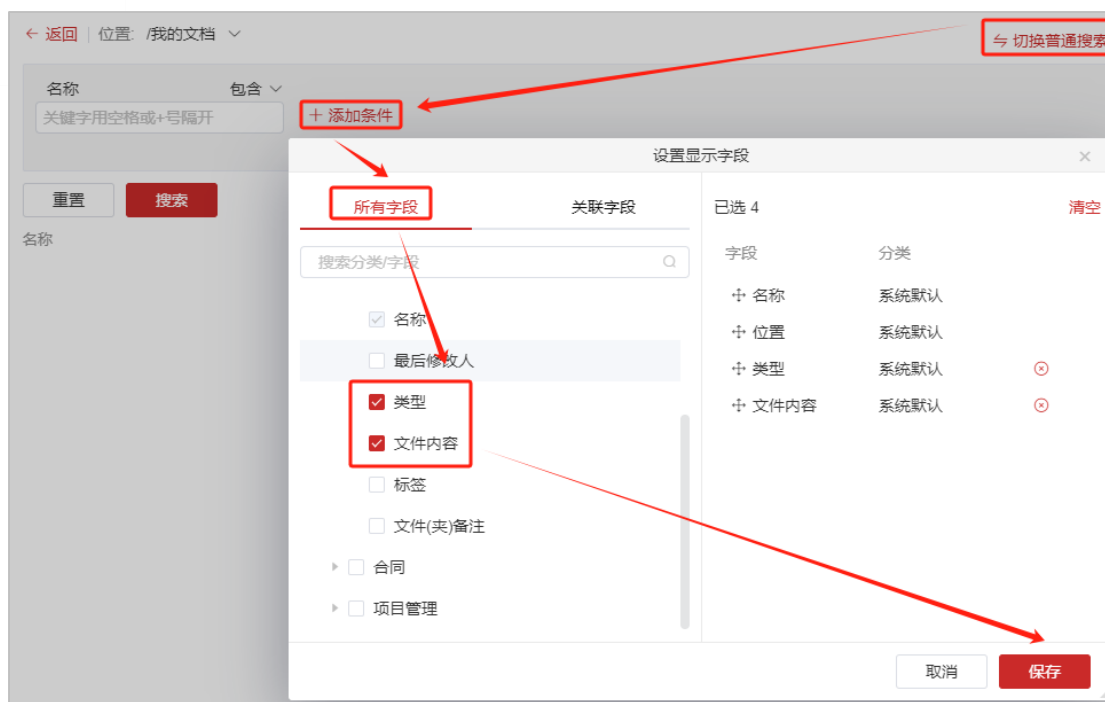 ← 返回 | 位置: /我的文档
⇋ 切换普通搜索
名称 包含
关键字用空格或+号隔开
+ 添加条件
重置 搜索
名称
设置显示字段 ×
所有字段 关联字段
搜索分类/字段
名称
最后修改人
类型
文件内容
标签
文件(夹)备注
合同
项目管理
已选 4 清空
字段 分类
名称 系统默认
位置 系统默认
类型 系统默认
文件内容 系统默认
取消 保存